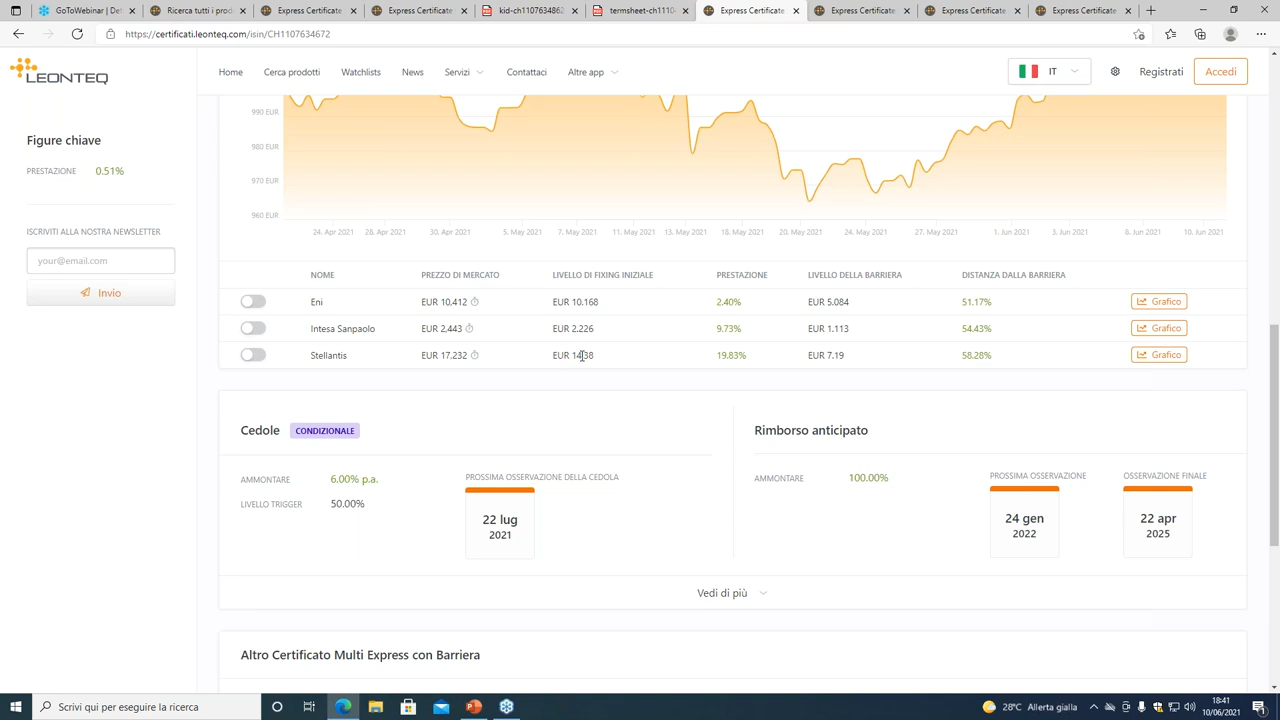 GoToWebinar | Disco
Ricerca tutti i prodo
Express Certificate
Express Certificate
kid-ch1107634862
termsheet-ch1110
Express Certificate
Express Certificate
Express Certificate
Express Certificate
https://certificati.leonteq.com/isin/CH1107634672
LEONTEQ
Home
Cerca prodotti
Watchlists
News
Servizi
Contattaci
Altre app
IT
Registrati
Accedi
Figure chiave
PRESTAZIONE 0.51%
ISCRIVITI ALLA NOSTRA NEWSLETTER
your@email.com
Invio
990 EUR
980 EUR
970 EUR
960 EUR
24. Apr 2021 28. Apr 2021 30. Apr 2021 5. May 2021 7. May 2021 11. May 2021 13. May 2021 18. May 2021 20. May 2021 24. May 2021 27. May 2021 1. Jun 2021 3. Jun 2021 8. Jun 2021 10. Jun 2021
NOME PREZZO DI MERCATO LIVELLO DI FIXING INIZIALE PRESTAZIONE LIVELLO DELLA BARRIERA DISTANZA DALLA BARRIERA
Eni EUR 10,412 EUR 10.168 2.40% EUR 5.084 51.17% Grafico
Intesa Sanpaolo EUR 2,443 EUR 2.226 9.73% EUR 1.113 54.43% Grafico
Stellantis EUR 17,232 EUR 14.38 19.83% EUR 7.19 58.28% Grafico
Cedole CONDIZIONALE
AMMONTARE 6.00% p.a.
LIVELLO TRIGGER 50.00%
PROSSIMA OSSERVAZIONE DELLA CEDOLA
22 lug
2021
Rimborso anticipato
AMMONTARE 100.00%
PROSSIMA OSSERVAZIONE
24 gen
2022
OSSERVAZIONE FINALE
22 apr
2025
Vedi di più
Altro Certificato Multi Express con Barriera
Scrivi qui per eseguire la ricerca
28°C Allerta gialla
18:41
10/06/2021